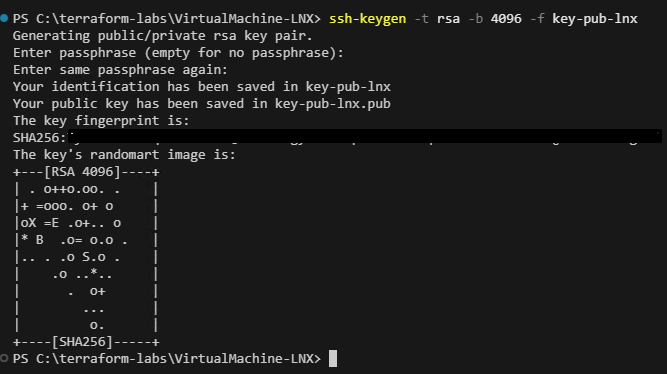 PS C:\terraform-labs\VirtualMachine-LNX> ssh-keygen -t rsa -b 4096 -f key-pub-lnx
Generating public/private rsa key pair.
Enter passphrase (empty for no passphrase):
Enter same passphrase again:
Your identification has been saved in key-pub-lnx
Your public key has been saved in key-pub-lnx.pub
The key fingerprint is:
SHA256:
The key's randomart image is:
+---[RSA 4096]----+
| . o++o.oo. .    |
|+ =ooo. o+ o     |
|oX =E .o+.. o    |
|* B  .o= o.o .   |
|.. . .o S.o .    |
|    .o ..*..     |
|      .  o+      |
|        ...      |
|         o.      |
+----[SHA256]-----+
PS C:\terraform-labs\VirtualMachine-LNX>